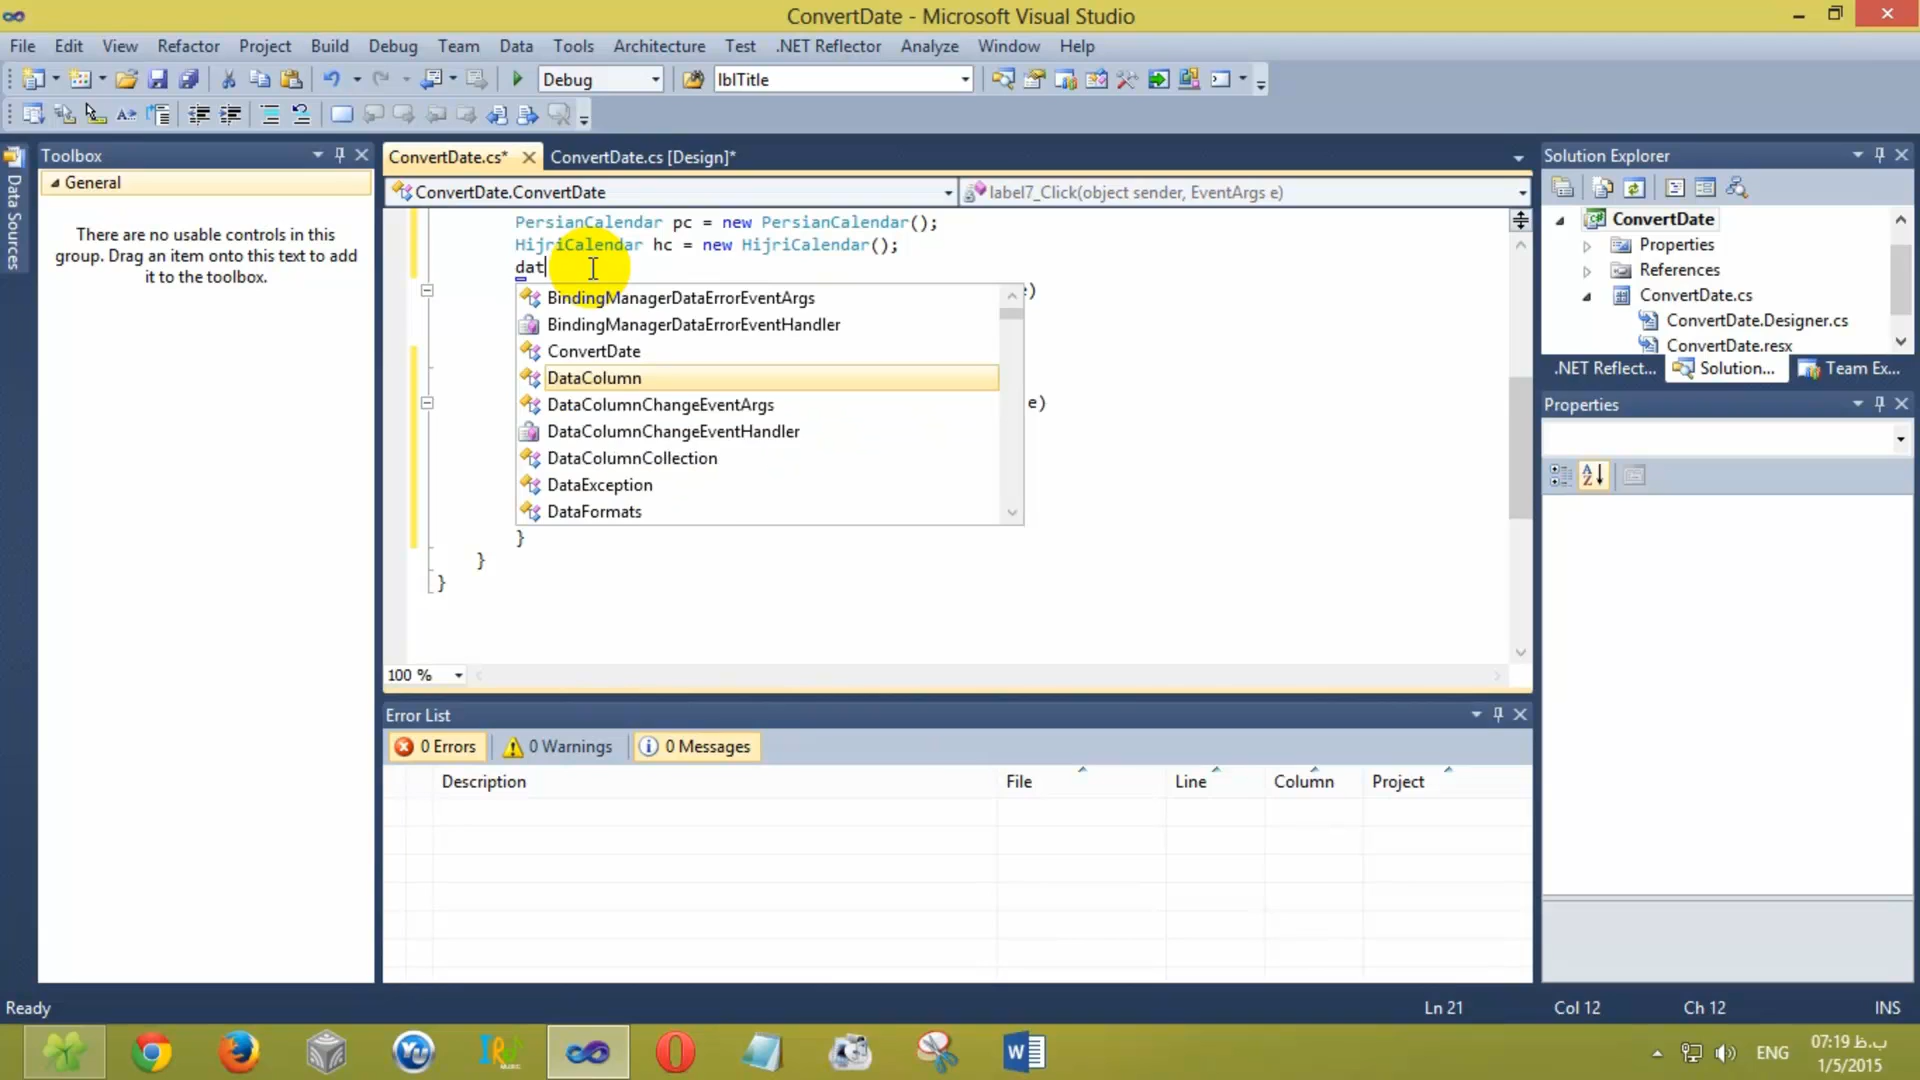 ConvertDate - Microsoft Visual Studio
File Edit View Refactor Project Build Debug Team Data Tools Architecture Test .NET Reflector Analyze Window Help
Debug lblTitle
Data Sources
Toolbox
General
There are no usable controls in this
group. Drag an item onto this text to add
it to the toolbox.
ConvertDate.cs* ConvertDate.cs [Design]*
ConvertDate.ConvertDate label7_Click(object sender, EventArgs e)
PersianCalendar pc = new PersianCalendar();
HijriCalendar hc = new HijriCalendar();
dat
e)
BindingManagerDataErrorEventArgs
BindingManagerDataErrorEventHandler
ConvertDate
DataColumn
DataColumnChangeEventArgs
e)
DataColumnChangeEventHandler
DataColumnCollection
DataException
DataFormats
}
}
}
100 %
Error List
0 Errors 0 Warnings 0 Messages
Description File Line Column Project
Solution Explorer
ConvertDate
Properties
References
ConvertDate.cs
ConvertDate.Designer.cs
ConvertDate.resx
.NET Reflect... Solution... Team Ex...
Properties
Ready Ln 21 Col 12 Ch 12 INS
ENG
07:19 ب.ظ
1/5/2015